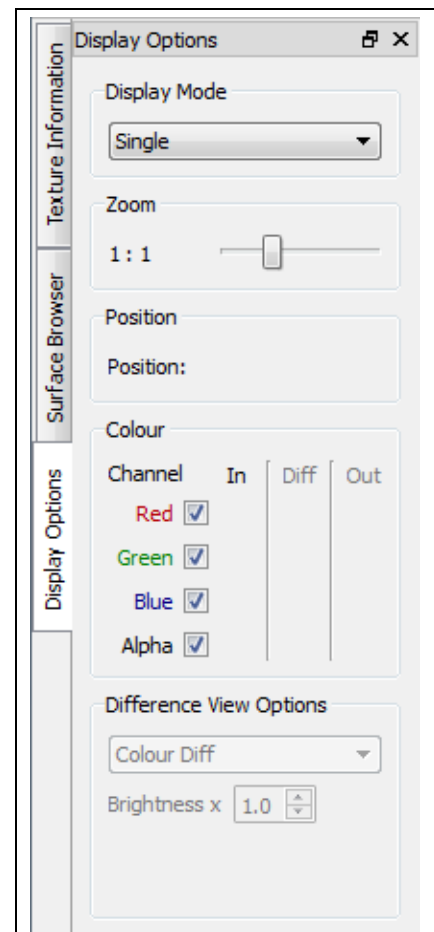 Texture Information
Surface Browser
Display Options
Display Options
Display Mode
Single
Zoom
1 : 1
Position
Position:
Colour
Channel In Diff Out
Red
Green
Blue
Alpha
Difference View Options
Colour Diff
Brightness x 1.0